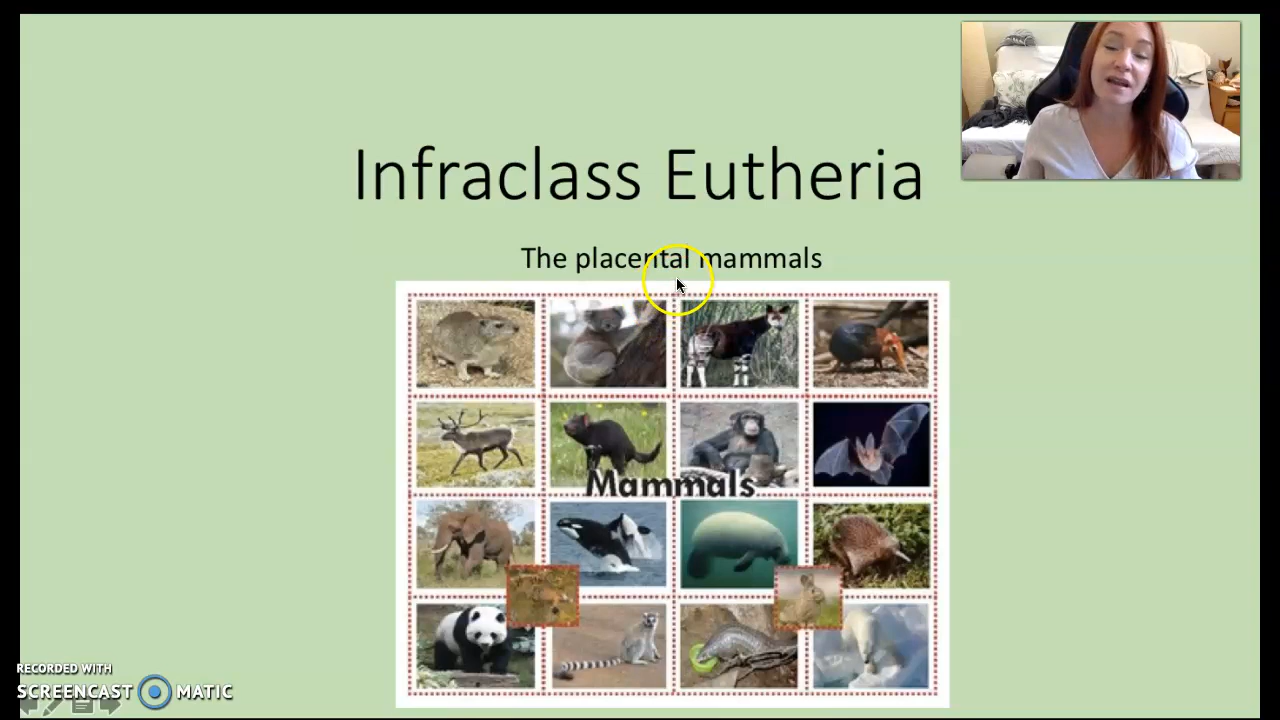 Infraclass Eutheria
The placental mammals
Mammals
RECORDED WITH
SCREENCAST MATIC